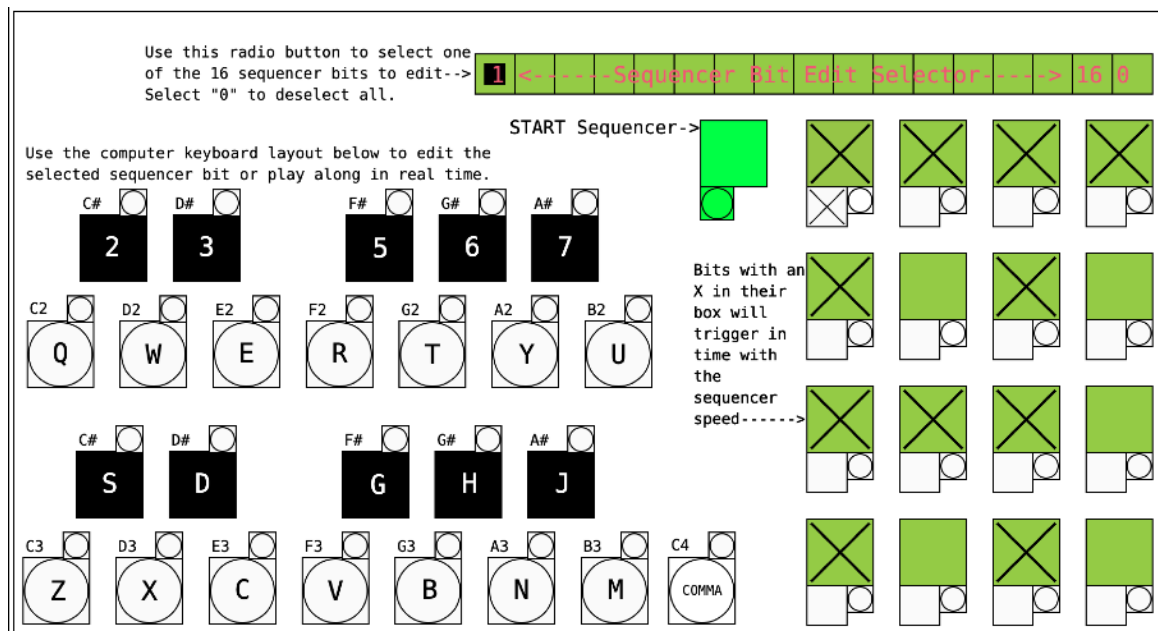 Use this radio button to select one
of the 16 sequencer bits to edit-->
Select "0" to deselect all.
1 <------Sequencer Bit Edit Selector-----> 16 0
START Sequencer->
Use the computer keyboard layout below to edit the
selected sequencer bit or play along in real time.
C# D# F# G# A#
2 3 5 6 7
Bits with an
X in their
box will
trigger in
time with
the
sequencer
speed------>
C2 D2 E2 F2 G2 A2 B2
Q W E R T Y U
C# D# F# G# A#
S D G H J
C3 D3 E3 F3 G3 A3 B3 C4
Z X C V B N M COMMA